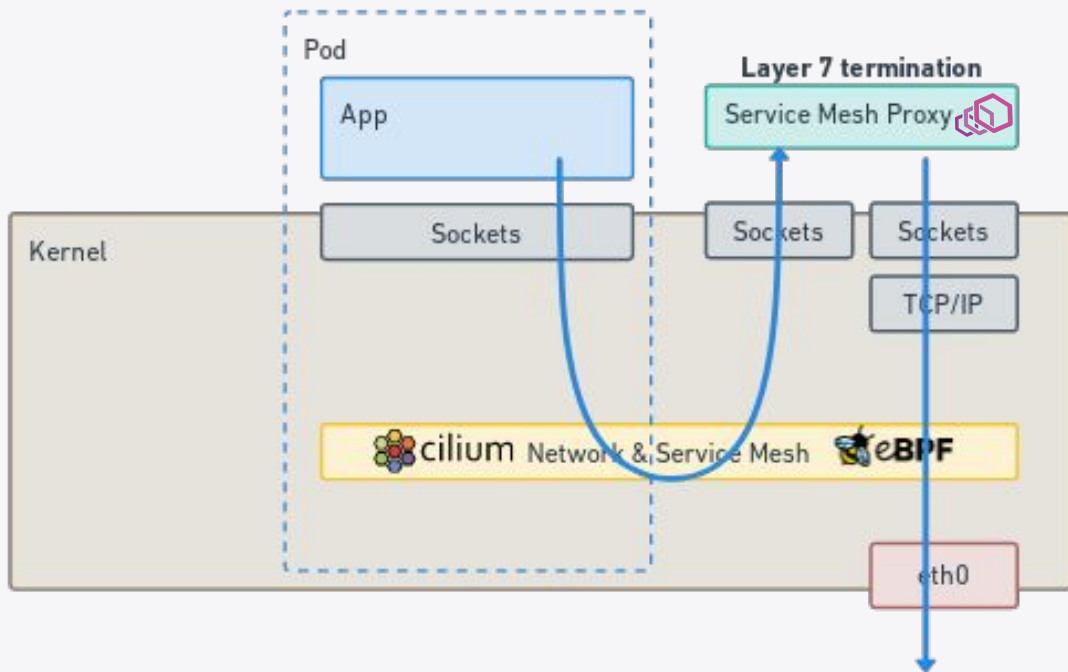 Pod
Layer 7 termination
App
Service Mesh Proxy
Kernel
Sockets
Sockets
Sockets
TCP/IP
cilium Network & Service Mesh eBPF
eth0